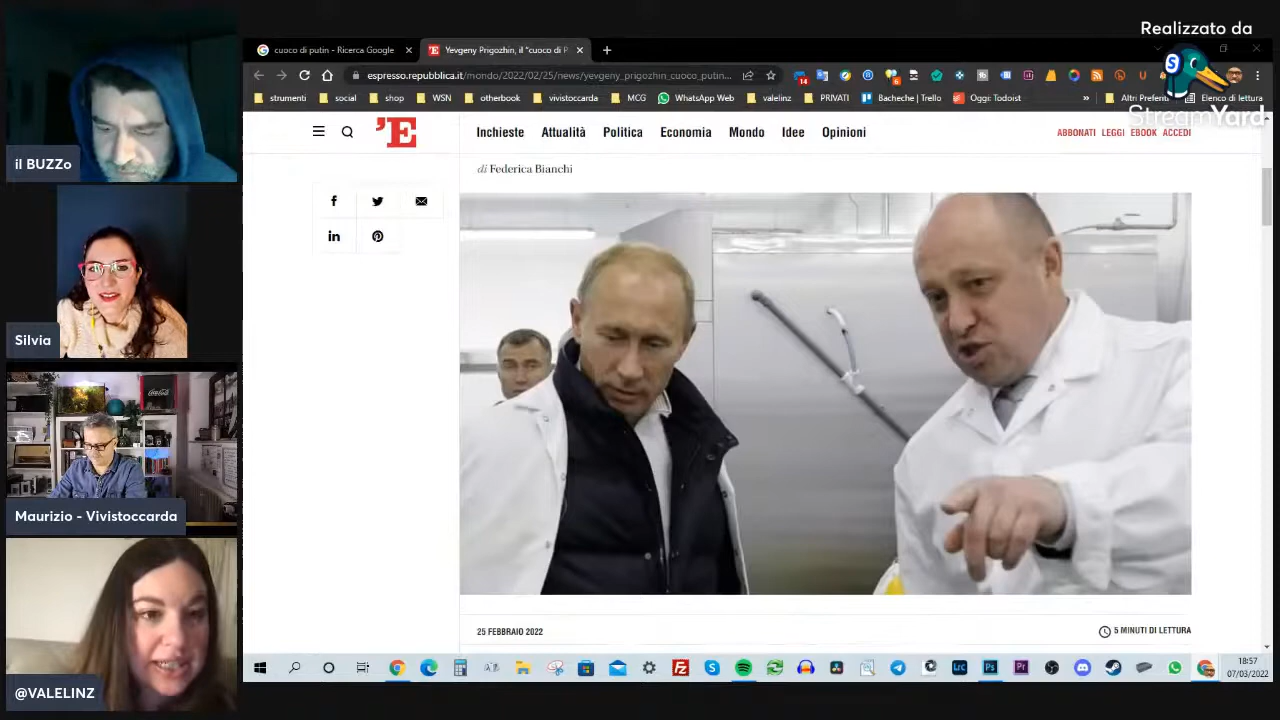 Realizzato da
StreamYard
cuoco di putin - Ricerca Google
Yevgeny Prigozhin, il "cuoco di P
espresso.repubblica.it/mondo/2022/02/25/news/yevgeny_prigozhin_cuoco_putin...
14
6
strumenti
social
shop
WSN
otherbook
vivistoccarda
MCG
WhatsApp Web
valelinz
PRIVATI
Bacheche | Trello
Oggi: Todoist
»
Altri Preferiti
Elenco di lettura
'E
Inchieste
Attualità
Politica
Economia
Mondo
Idee
Opinioni
ABBONATI
LEGGI
EBOOK
ACCEDI
di Federica Bianchi
25 FEBBRAIO 2022
5 MINUTI DI LETTURA
il BUZZo
Silvia
Maurizio - Vivistoccarda
@VALELINZ
18:57
07/03/2022